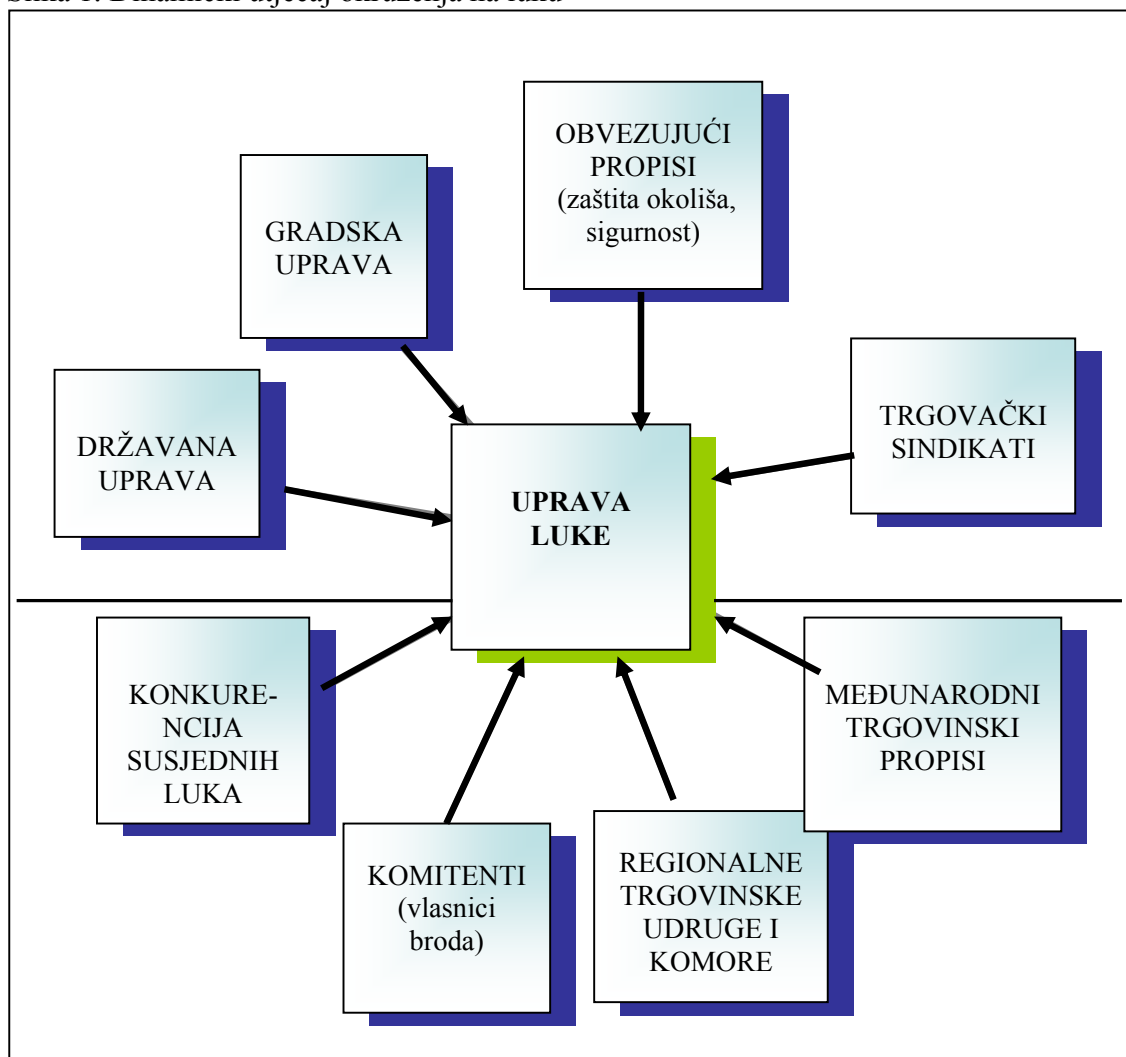 Slika 1. Dinamički utjecaj okruženja na luku
OBVEZUJUĆI
PROPISI
(zaštita okoliša,
sigurnost)
GRADSKA
UPRAVA
TRGOVAČKI
SINDIKATI
DRŽAVANA
UPRAVA
UPRAVA
LUKE
KONKURE-
NCIJA
SUSJEDNIH
LUKA
MEĐUNARODNI
TRGOVINSKI
PROPISI
KOMITENTI
(vlasnici
broda)
REGIONALNE
TRGOVINSKE
UDRUGE I
KOMORE